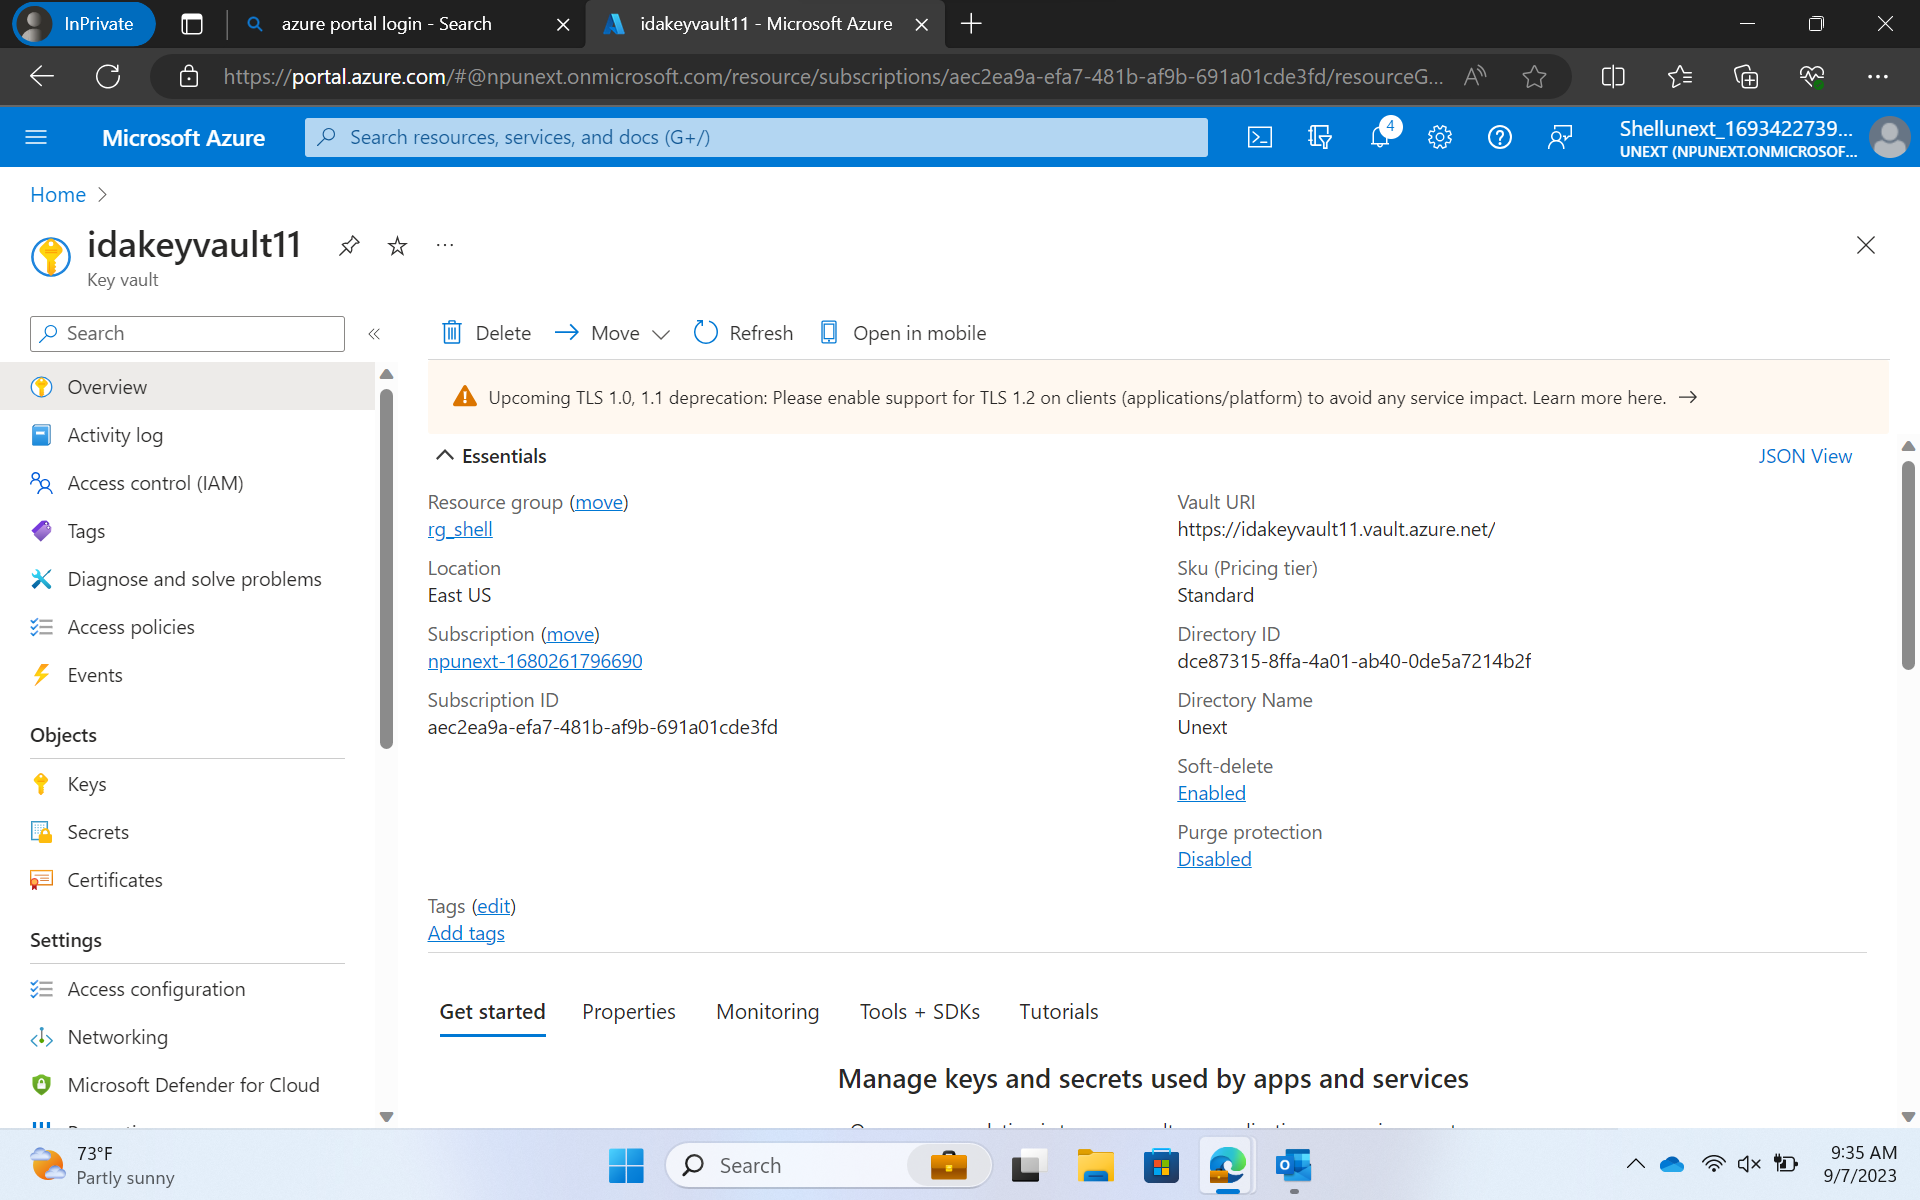 InPrivate
azure portal login - Search
idakeyvault11 - Microsoft Azure
https://portal.azure.com/#@npunext.onmicrosoft.com/resource/subscriptions/aec2ea9a-efa7-481b-af9b-691a01cde3fd/resourceG...
Microsoft Azure
Search resources, services, and docs (G+/)
4
Shellunext_1693422739...
UNEXT (NPUNEXT.ONMICROSOF...
Home
idakeyvault11
Key vault
Search
Delete
Move
Refresh
Open in mobile
Overview
Activity log
Access control (IAM)
Tags
Diagnose and solve problems
Access policies
Events
Objects
Keys
Secrets
Certificates
Settings
Access configuration
Networking
Microsoft Defender for Cloud
Upcoming TLS 1.0, 1.1 deprecation: Please enable support for TLS 1.2 on clients (applications/platform) to avoid any service impact. Learn more here.
Essentials
JSON View
Resource group (move)
rg_shell
Location
East US
Subscription (move)
npunext-1680261796690
Subscription ID
aec2ea9a-efa7-481b-af9b-691a01cde3fd
Vault URI
https://idakeyvault11.vault.azure.net/
Sku (Pricing tier)
Standard
Directory ID
dce87315-8ffa-4a01-ab40-0de5a7214b2f
Directory Name
Unext
Soft-delete
Enabled
Purge protection
Disabled
Tags (edit)
Add tags
Get started
Properties
Monitoring
Tools + SDKs
Tutorials
Manage keys and secrets used by apps and services
73°F
Partly sunny
Search
9:35 AM
9/7/2023